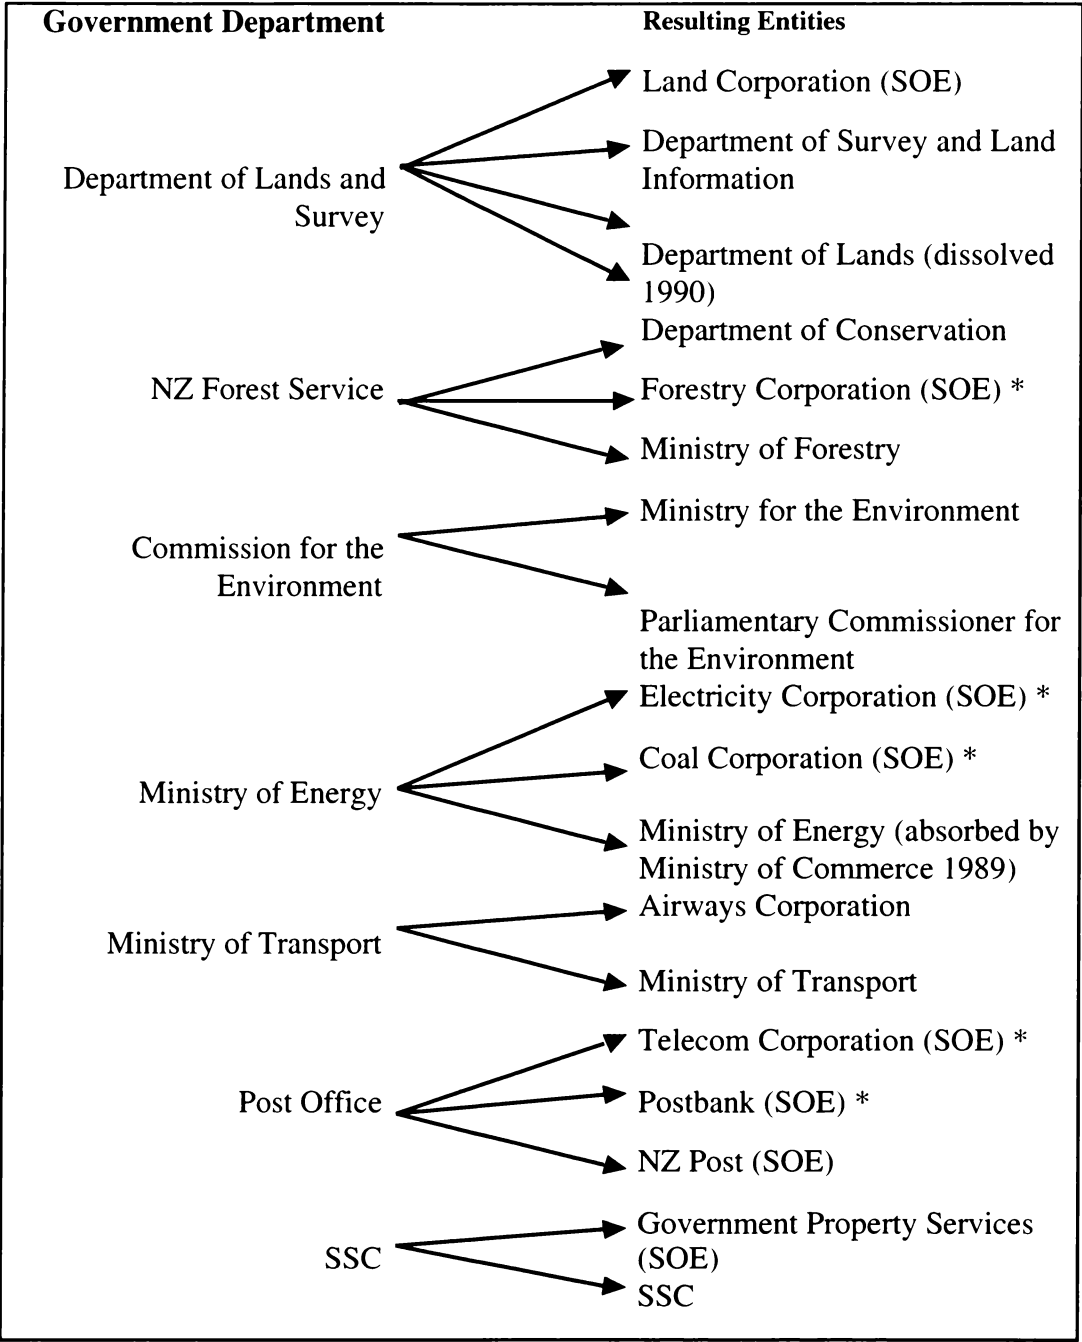 Government Department
Resulting Entities
Department of Lands and
Survey
Land Corporation (SOE)
Department of Survey and Land
Information
Department of Lands (dissolved
1990)
NZ Forest Service
Department of Conservation
Forestry Corporation (SOE) *
Ministry of Forestry
Commission for the
Environment
Ministry for the Environment
Parliamentary Commissioner for
the Environment
Ministry of Energy
Electricity Corporation (SOE) *
Coal Corporation (SOE) *
Ministry of Energy (absorbed by
Ministry of Commerce 1989)
Ministry of Transport
Airways Corporation
Ministry of Transport
Post Office
Telecom Corporation (SOE) *
Postbank (SOE) *
NZ Post (SOE)
SSC
Government Property Services
(SOE)
SSC